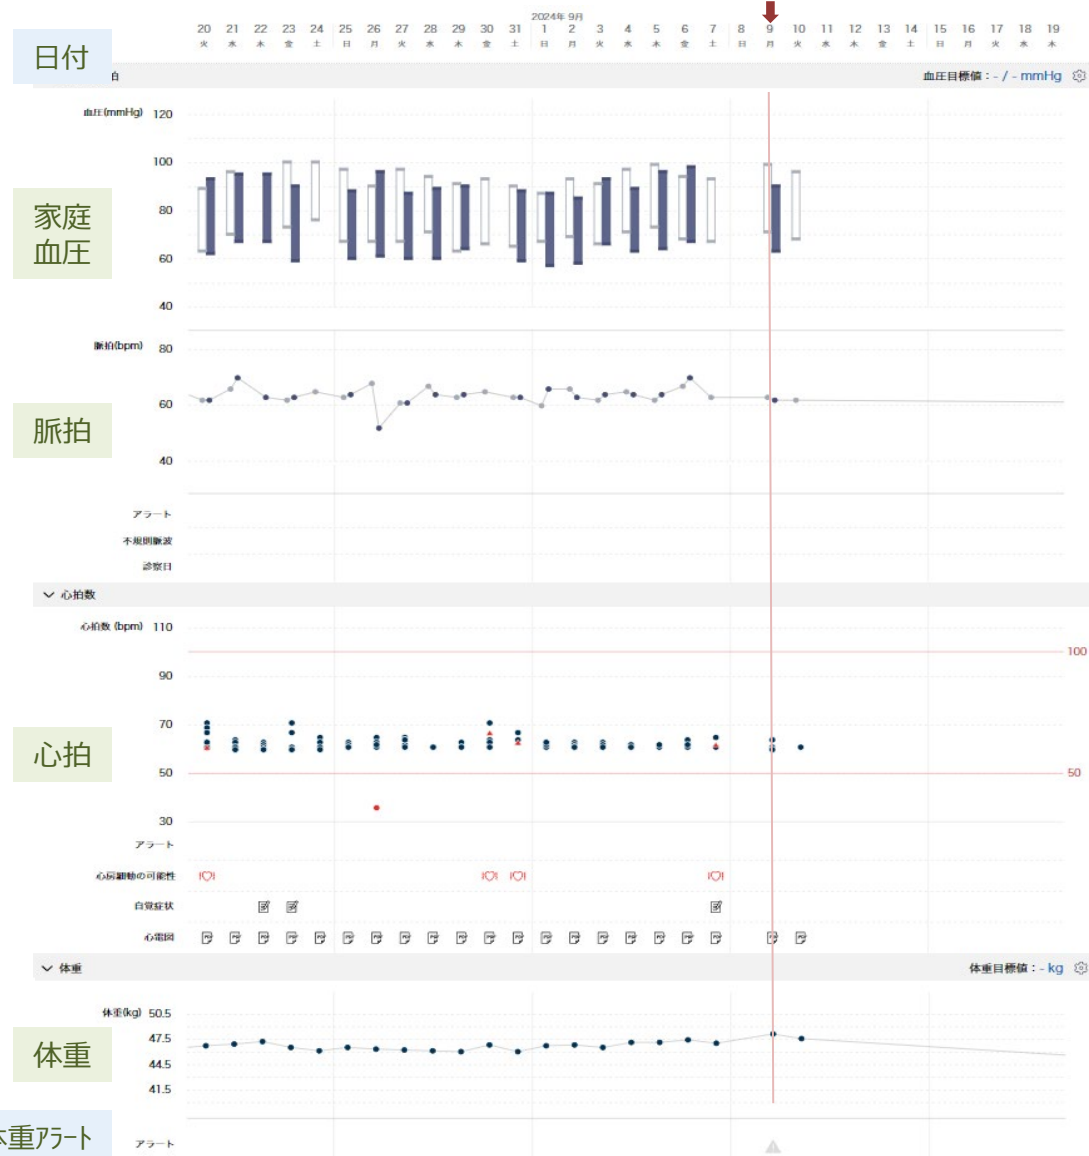 2024年 9月
20 21 22 23 24 25 26 27 28 29 30 31 1 2 3 4 5 6 7 8 9 10 11 12 13 14 15 16 17 18 19
火 水 木 金 土 日 月 火 水 木 金 土 日 月 火 水 木 金 土 日 月 火 水 木 金 土 日 月 火 水 木
日付
拍
血圧目標値：- / - mmHg
血圧(mmHg) 120
100
家庭
血圧
80
60
40
脈拍(bpm) 80
60
脈拍
40
アラート
不規則脈波
診察日
心拍数
心拍数 (bpm) 110
100
90
70
心拍
50
50
30
アラート
心房細動の可能性
自覚症状
心電図
体重
体重目標値：- kg
体重(kg) 50.5
47.5
体重
44.5
41.5
体重アラート
アラート